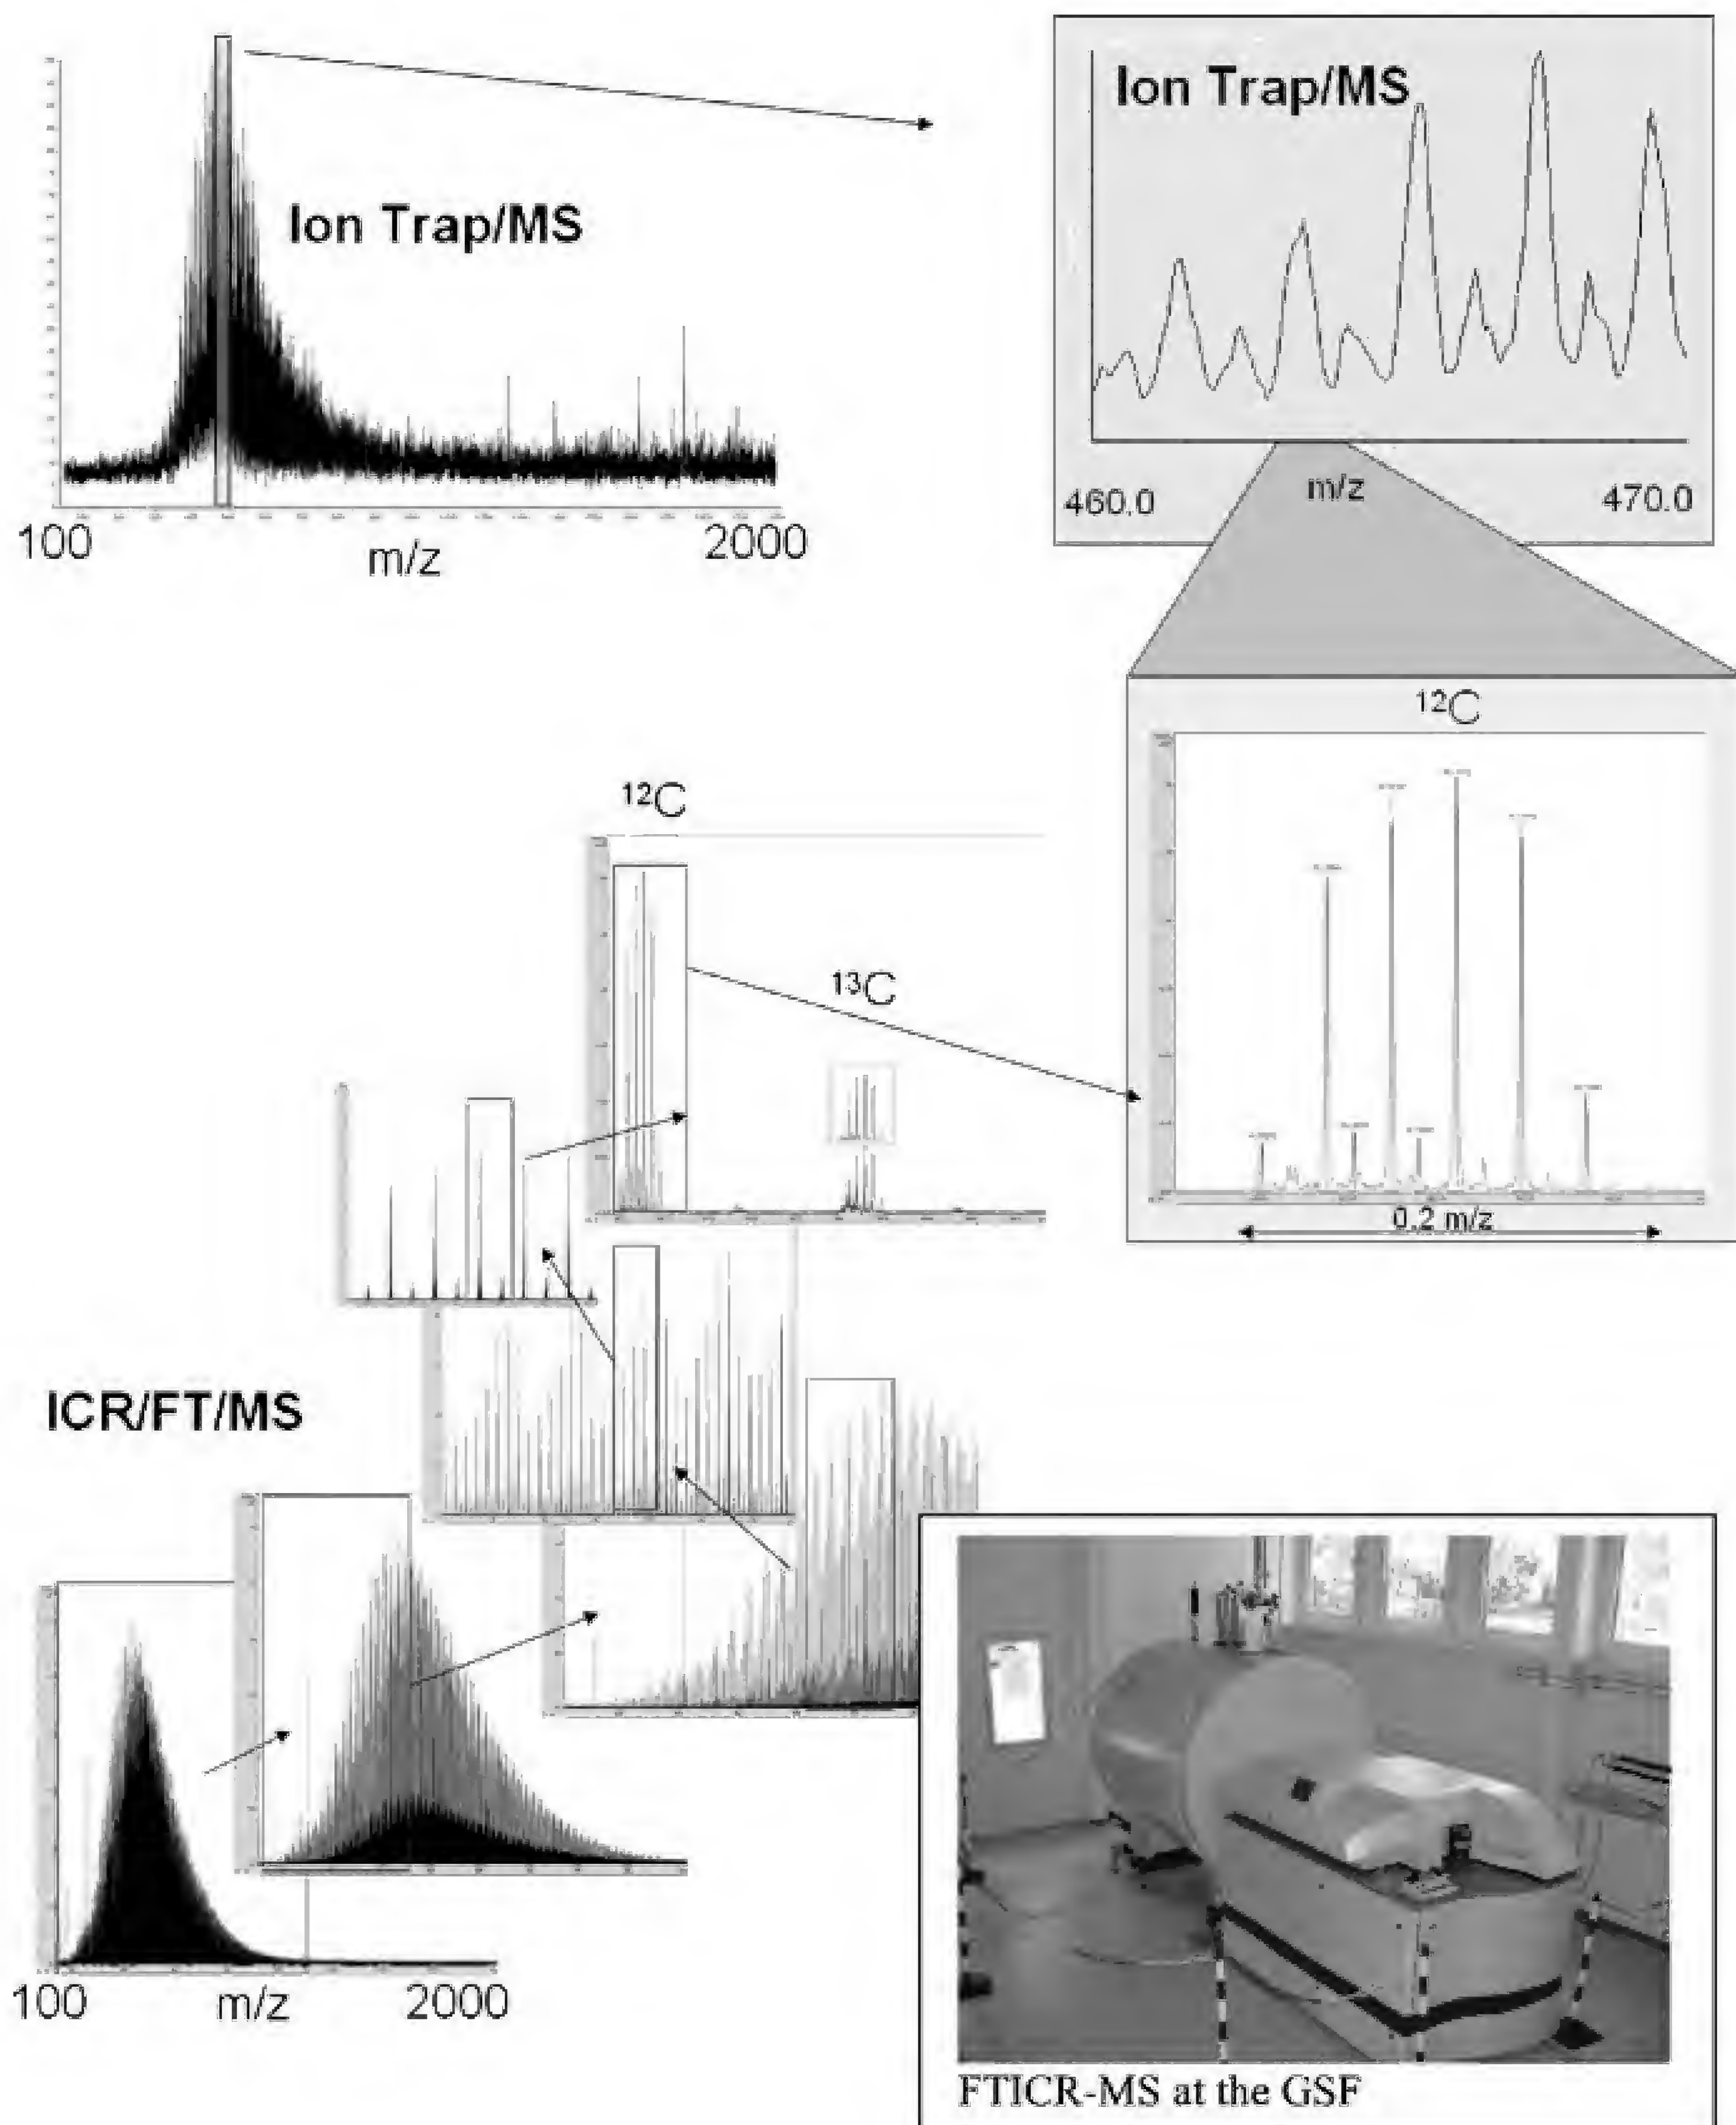 Ion Trap/MS
100
m/z
2000
Ion Trap/MS
460.0
m/z
470.0
12C
0.2 m/z
12C
13C
ICR/FT/MS
100
m/z
2000
FTICR-MS at the GSF